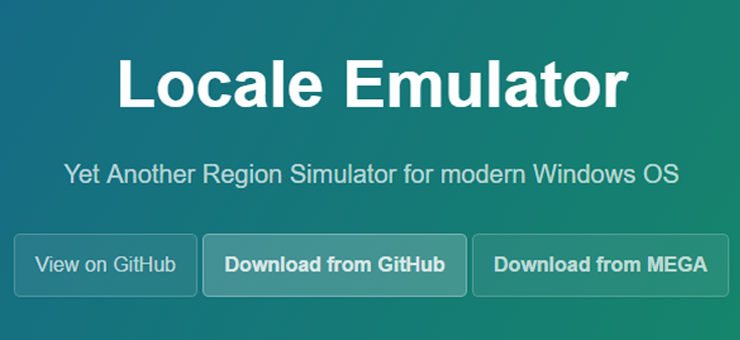 Locale Emulator
Yet Another Region Simulator for modern Windows OS
View on GitHub
Download from GitHub
Download from MEGA